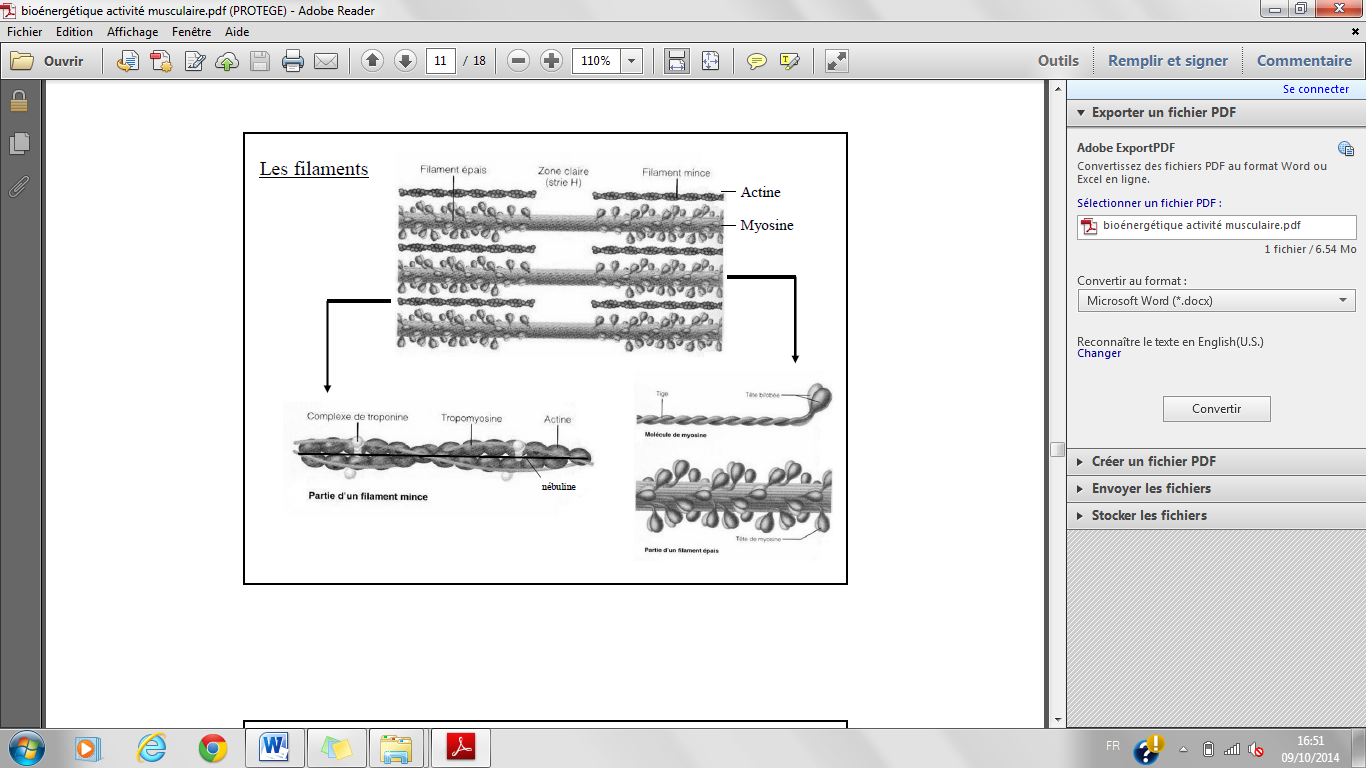 bioénergétique activité musculaire.pdf (PROTEGE) - Adobe Reader
Fichier Edition Affichage Fenêtre Aide
Ouvrir 11 / 18 110% Outils Remplir et signer Commentaire
Se connecter
Exporter un fichier PDF
Adobe ExportPDF
Convertissez des fichiers PDF au format Word ou
Excel en ligne.
Sélectionner un fichier PDF :
bioénergétique activité musculaire.pdf
1 fichier / 6.54 Mo
Convertir au format :
Microsoft Word (*.docx)
Reconnaître le texte en English(U.S.)
Changer
Convertir
Créer un fichier PDF
Envoyer les fichiers
Stocker les fichiers
Les filaments
Filament épais
Zone claire
(strie H)
Filament mince
Actine
Myosine
Complexe de troponine
Tropomyosine
Actine
nébuline
Partie d'un filament mince
Tige
Tête bilobée
Molécule de myosine
Tête de myosine
Partie d'un filament épais
FR
16:51
09/10/2014